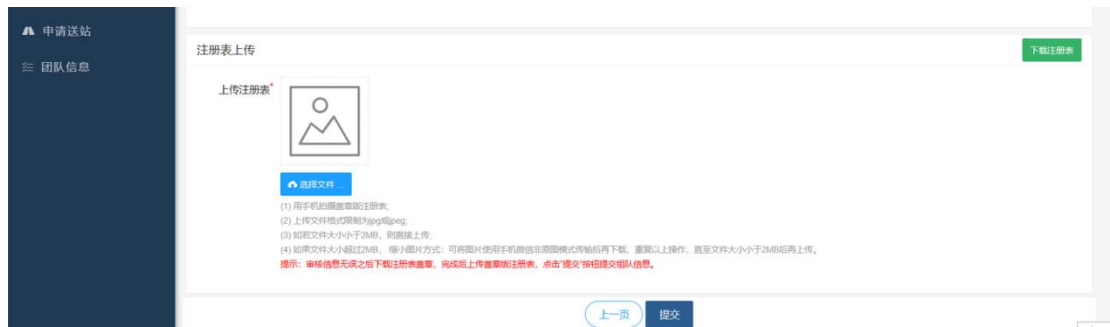 申请送站
团队信息
注册表上传
下载注册表
上传注册表*
选择文件 ...
(1) 用手机拍摄盖章版注册表;
(2) 上传文件格式限制为jpg或jpeg;
(3) 如若文件大小小于2MB，则直接上传;
(4) 如果文件大小超过2MB，缩小图片方式：可将图片使用手机微信非原图模式传输后再下载，重复以上操作，直至文件大小小于2MB后再上传。
提示：审核信息无误之后下载注册表盖章，完成后上传盖章版注册表，点击"提交"按钮提交组队信息。
上一页
提交